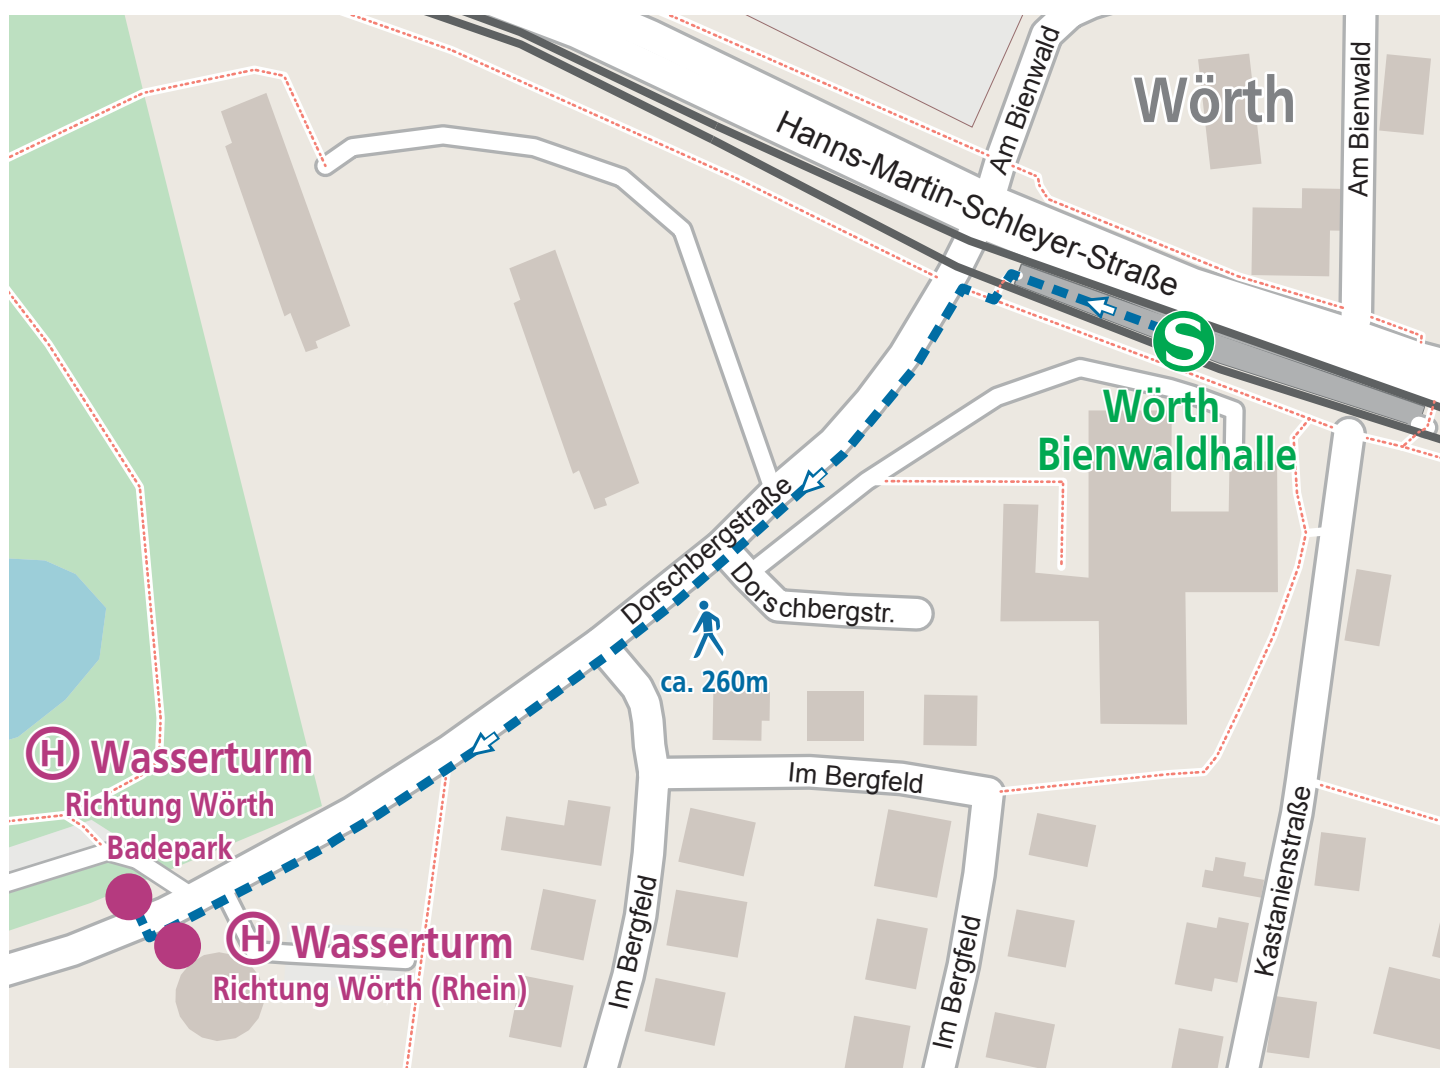 Wörth
Am Bienwald
Am Bienwald
Hanns-Martin-Schleyer-Straße
S
Wörth
Bienwaldhalle
Dorschbergstraße
Dorschbergstr.
ca. 260m
H Wasserturm
Richtung Wörth
Badepark
Im Bergfeld
Kastanienstraße
Im Bergfeld
Im Bergfeld
H Wasserturm
Richtung Wörth (Rhein)